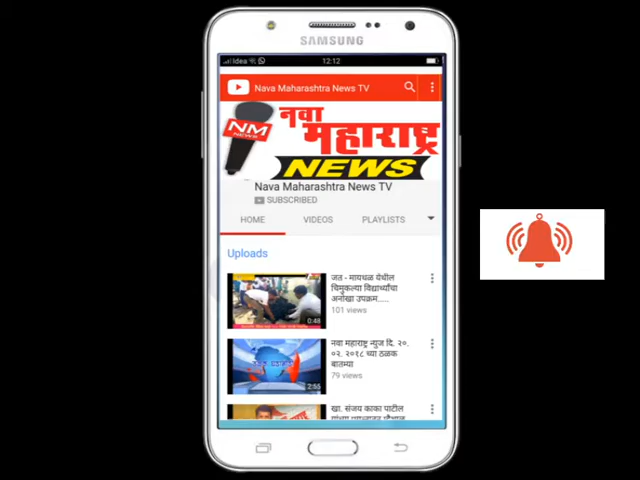 SAMSUNG
Idea
12:12
Nava Maharashtra News TV
NM
NEWS
नवा
महाराष्ट्र
NEWS
Nava Maharashtra News TV
SUBSCRIBED
HOME VIDEOS PLAYLISTS
Uploads
जत - मायथळ येथील
चिमुकल्या विद्यार्थ्यांचा
अनोखा उपक्रम.....
101 views
0:48
नवा महाराष्ट्र न्युज दि. २०.
०२. २०१८ च्या ठळक
बातम्या
79 views
2:55
खा. संजय काका पाटील